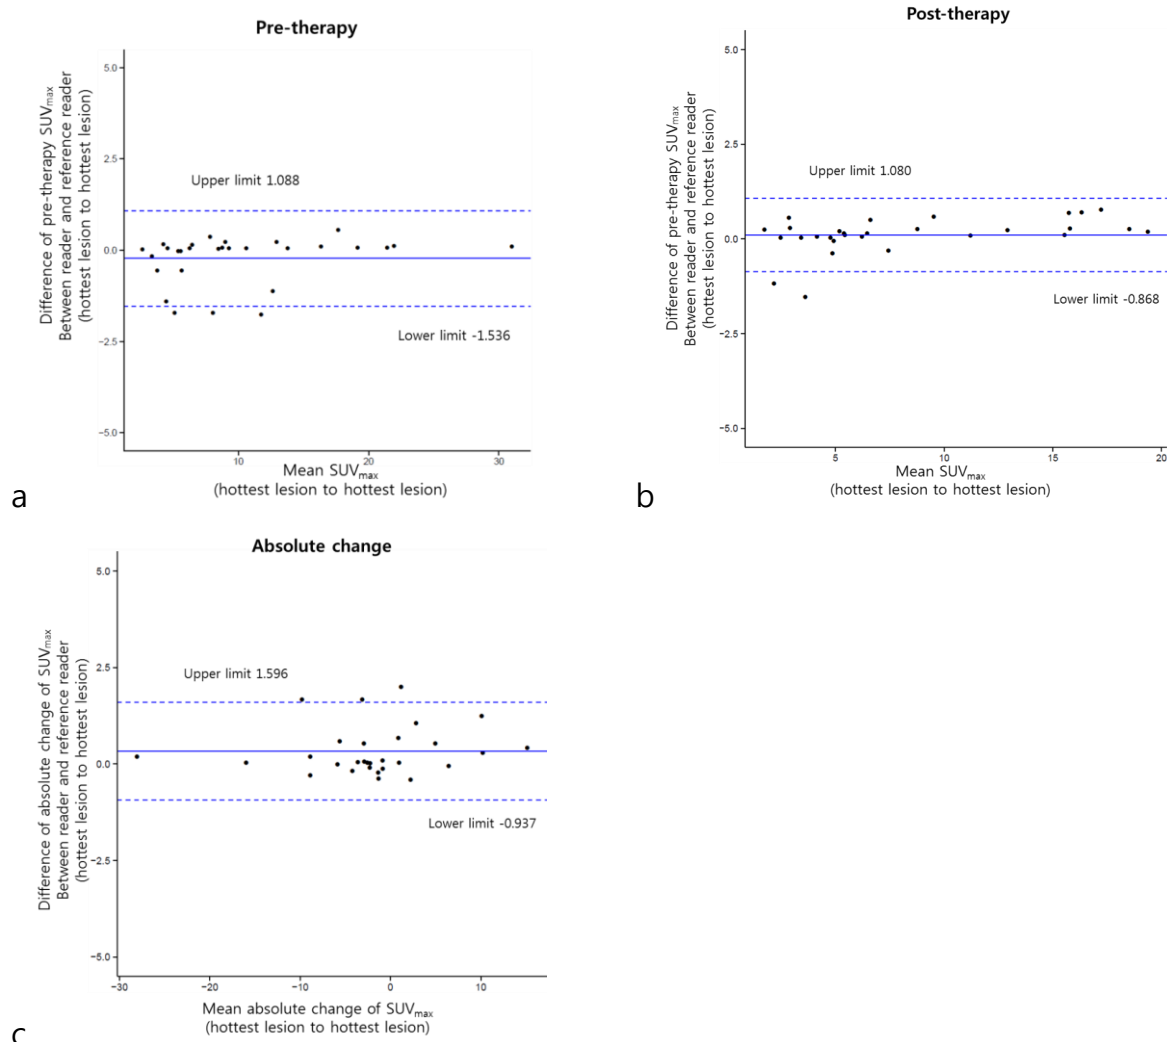 Pre-therapy
Difference of pre-therapy SUVmax
Between reader and reference reader
(hottest lesion to hottest lesion)
5.0
2.5
0.0
−2.5
−5.0
Upper limit 1.088
Lower limit -1.536
10
20
30
Mean SUVmax
(hottest lesion to hottest lesion)
a
Post-therapy
Difference of pre-therapy SUVmax
Between reader and reference reader
(hottest lesion to hottest lesion)
5.0
2.5
0.0
−2.5
−5.0
Upper limit 1.080
Lower limit -0.868
5
10
15
20
Mean SUVmax
(hottest lesion to hottest lesion)
b
Absolute change
Difference of absolute change of SUVmax
Between reader and reference reader
(hottest lesion to hottest lesion)
5.0
2.5
0.0
−2.5
−5.0
Upper limit 1.596
Lower limit -0.937
−30
−20
−10
0
10
Mean absolute change of SUVmax
(hottest lesion to hottest lesion)
c